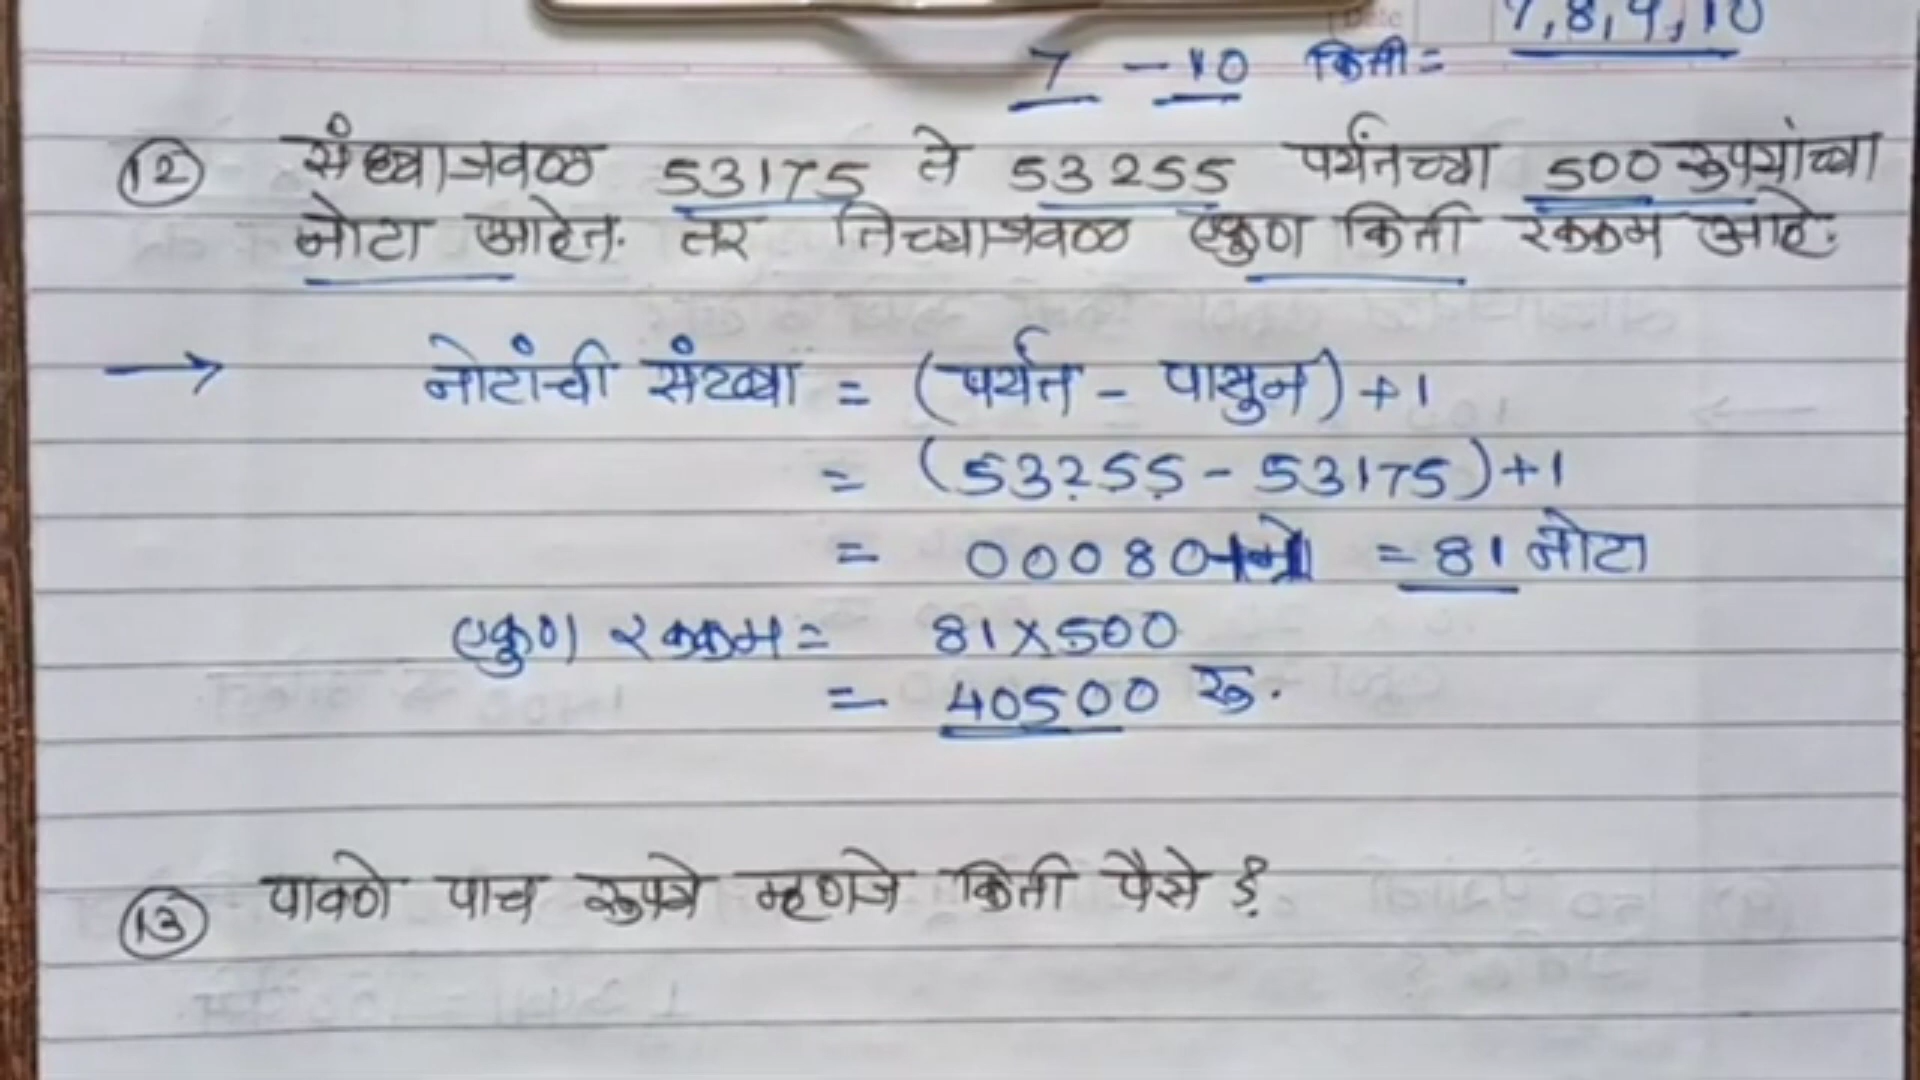 7, 8, 9, 10
7 - 10 किती =
(12) संध्याजवळ 53175 ते 53255 पर्यंतच्या 500 रुपयांच्या
नोटा आहेत. तर तिच्याजवळ एकुण किती रक्कम आहे.
→ नोटांची संख्या = (पर्यंत - पासुन) + 1
= (53255 - 53175) + 1
= 00080 = 81 नोटा
एकुण रक्कम = 81 x 500
= 40500 रु.
(13) पावणे पाच रुपये म्हणजे किती पैसे ?